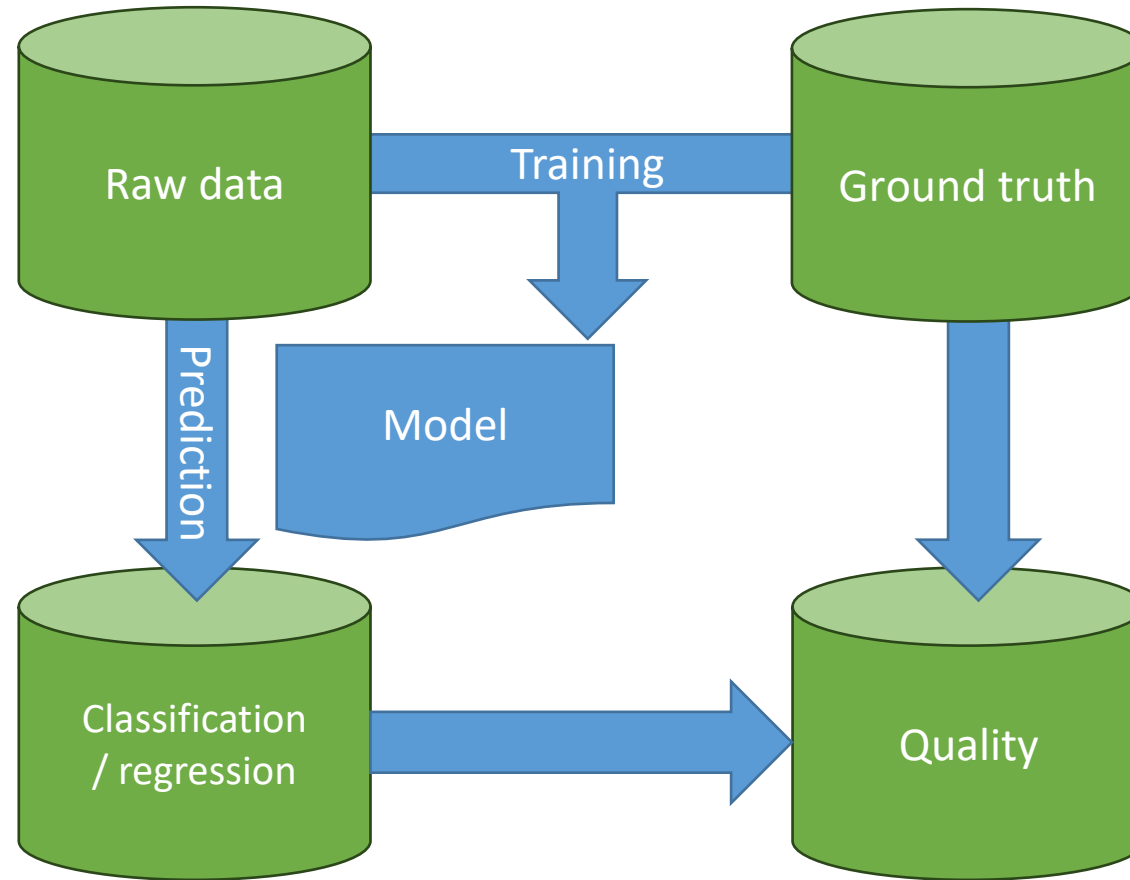 Raw data
Training
Ground truth
Prediction
Model
Classification
/ regression
Quality